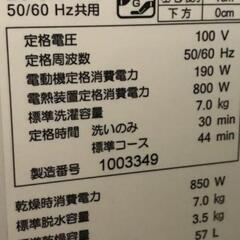 50/60 Hz共用
G
下方 0cm
定格電圧 100 V
定格周波数 50/60 Hz
電動機定格消費電力 190 W
電熱装置定格消費電力 800 W
標準洗濯容量 7.0 kg
定格時間 洗いのみ 30 min
標準コース 44 min
製造番号 1003349
乾燥時消費電力 850 W
標準脱水容量 7.0 kg
標準乾燥容量 3.5 kg
57 L